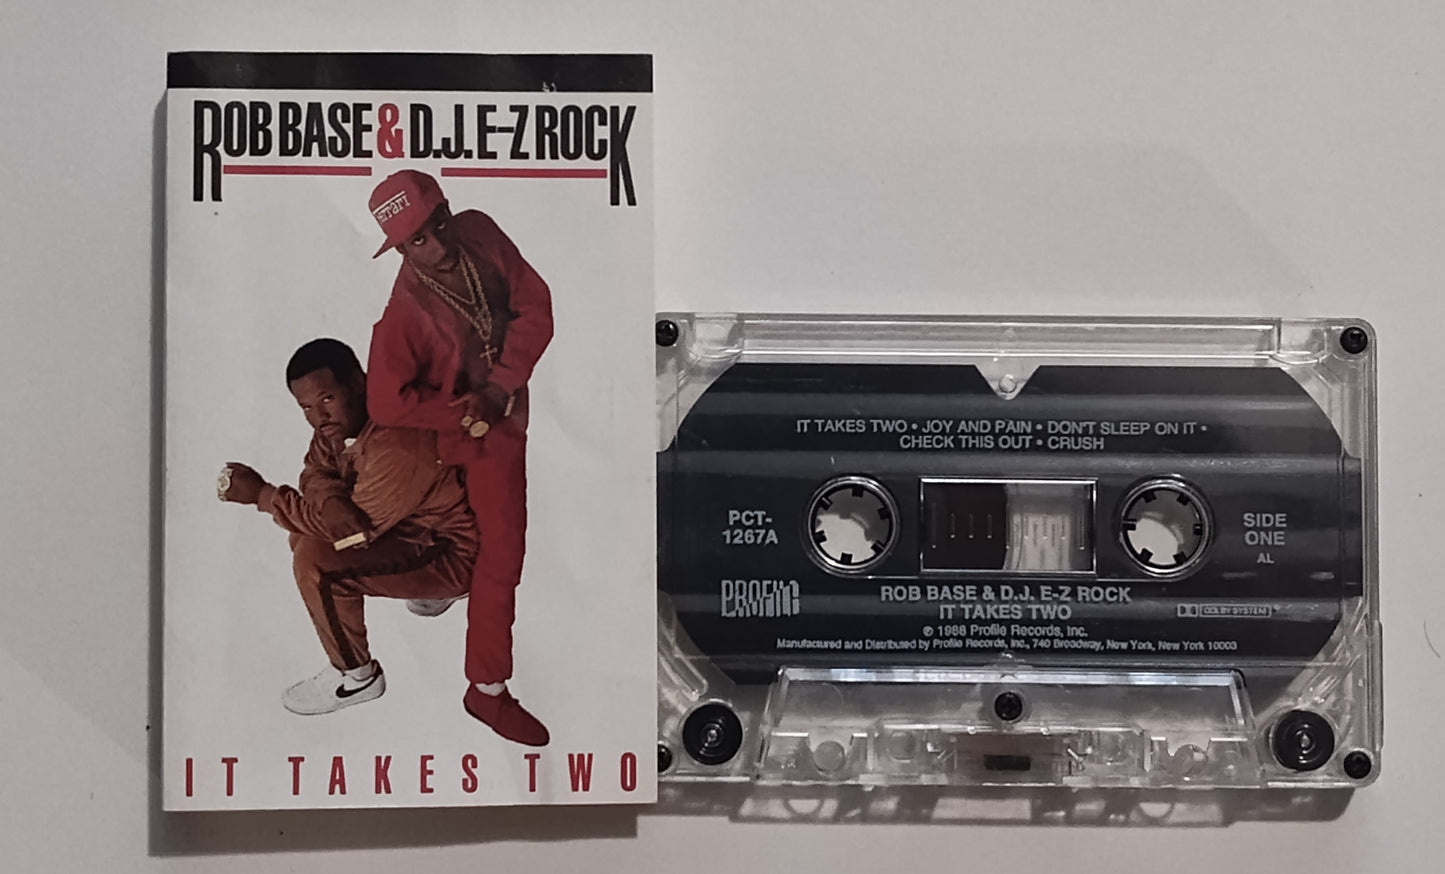 ROB BASE & D.J. E-Z ROCK
Ferrari
IT TAKES TWO
IT TAKES TWO • JOY AND PAIN • DON'T SLEEP ON IT •
CHECK THIS OUT • CRUSH
PCT-
1267A
SIDE
ONE
AL
PROFILE
ROB BASE & D.J. E-Z ROCK
IT TAKES TWO
DOLBY SYSTEM
℗ 1988 Profile Records, Inc.
Manufactured and Distributed by Profile Records, Inc., 740 Broadway, New York, New York 10003